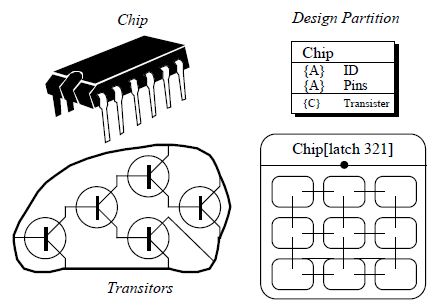 Chip
Design Partition
Chip
{A} ID
{A} Pins
{C} Transister
Chip[latch 321]
Transitors